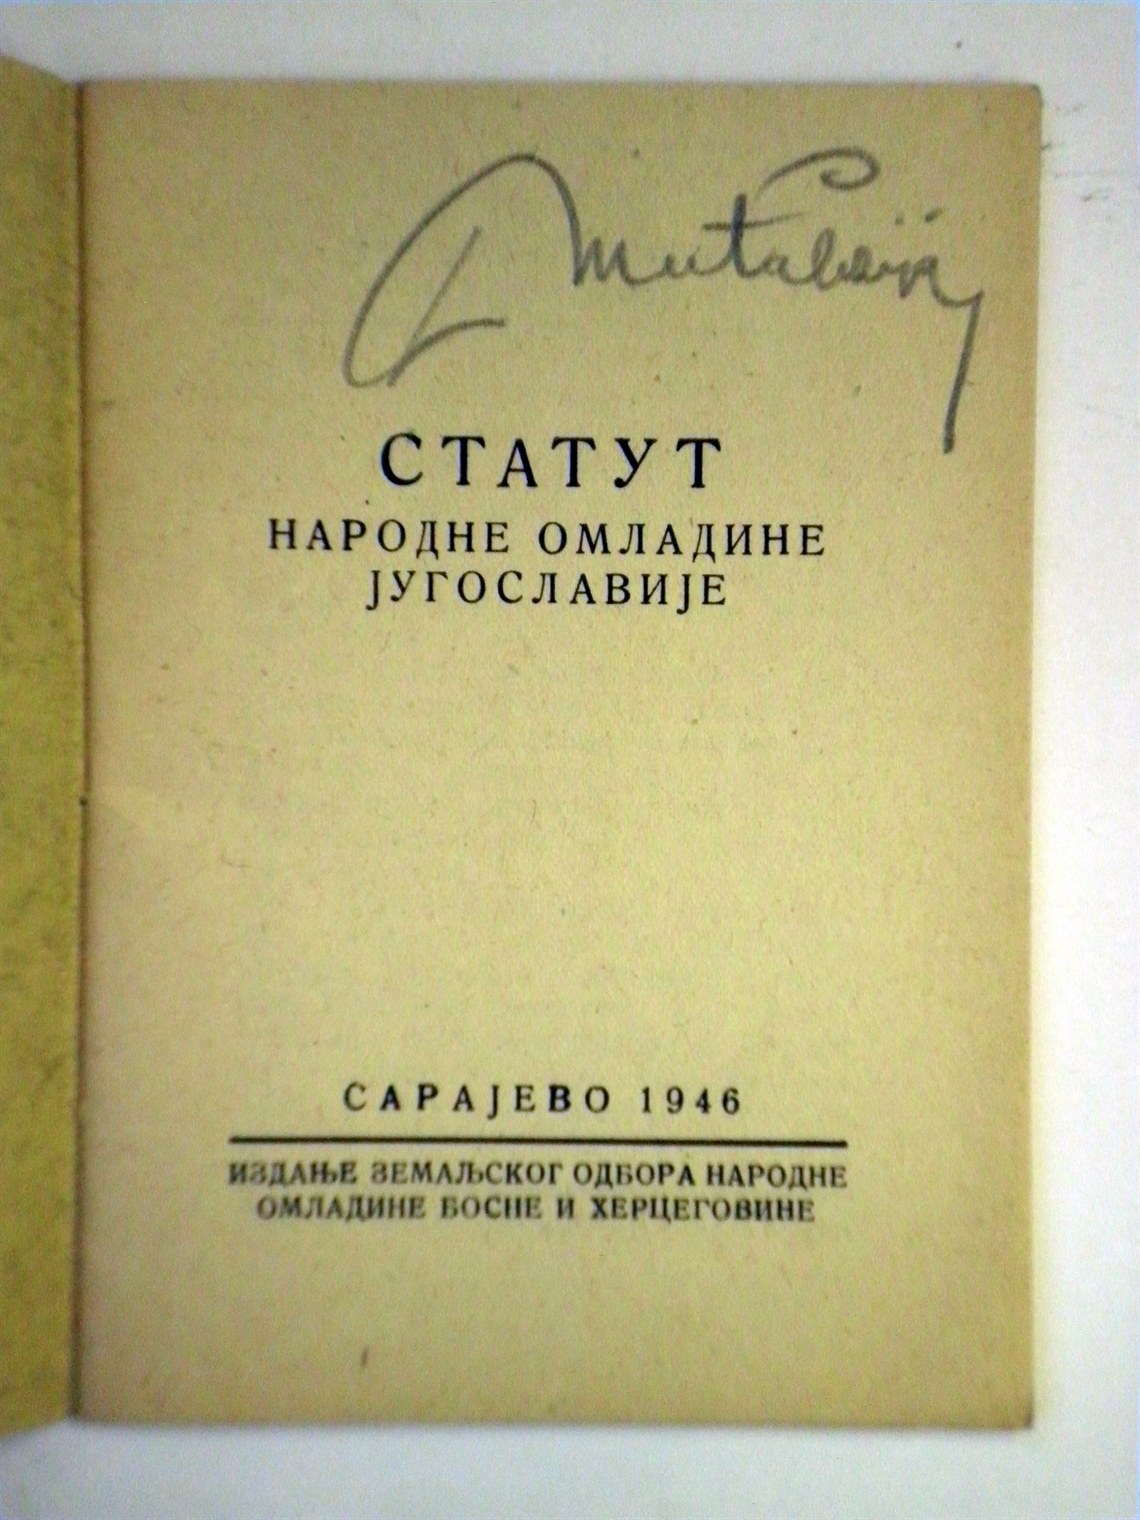 СТАТУТ
НАРОДНЕ ОМЛАДИНЕ
ЈУГОСЛАВИЈЕ
САРАЈЕВО 1946
ИЗДАЊЕ ЗЕМАЉСКОГ ОДБОРА НАРОДНЕ
ОМЛАДИНЕ БОСНЕ И ХЕРЦЕГОВИНЕ